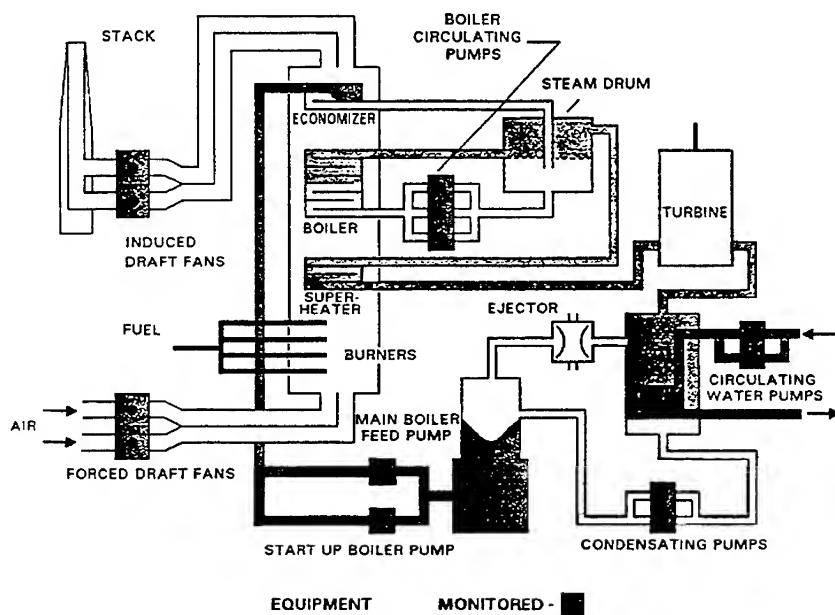 STACK
BOILER
CIRCULATING
PUMPS
STEAM DRUM
ECONOMIZER
BOILER
TURBINE
INDUCED
DRAFT FANS
SUPER-
HEATER
EJECTOR
FUEL
BURNERS
CIRCULATING
WATER PUMPS
AIR
MAIN BOILER
FEED PUMP
FORCED DRAFT FANS
START UP BOILER PUMP
CONDENSATING PUMPS
EQUIPMENT MONITORED -